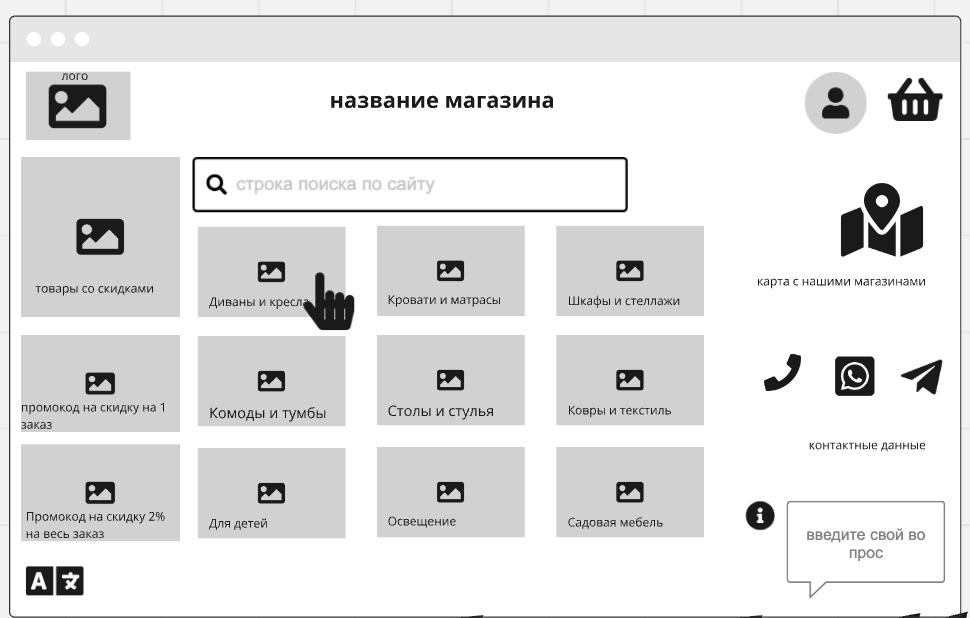 лого
название магазина
строка поиска по сайту
товары со скидками
Диваны и кресла
Кровати и матрасы
Шкафы и стеллажи
карта с нашими магазинами
промокод на скидку на 1
заказ
Комоды и тумбы
Столы и стулья
Ковры и текстиль
контактные данные
Промокод на скидку 2%
на весь заказ
Для детей
Освещение
Садовая мебель
введите свой во
прос
A 文